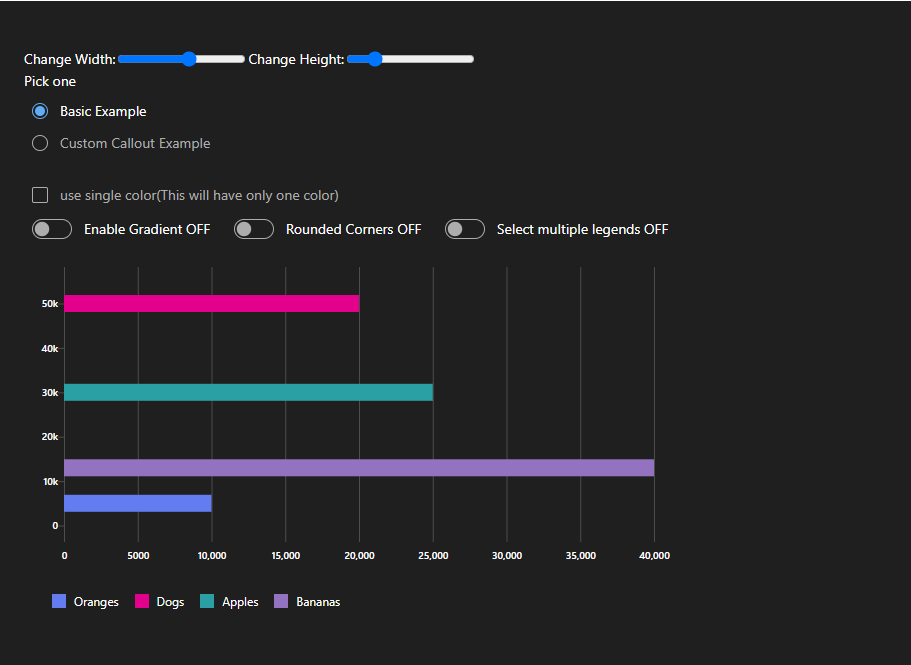 Change Width: Change Height:
Pick one
Basic Example
Custom Callout Example
use single color(This will have only one color)
Enable Gradient OFF Rounded Corners OFF Select multiple legends OFF
50k
40k
30k
20k
10k
0
0 5000 10,000 15,000 20,000 25,000 30,000 35,000 40,000
Oranges Dogs Apples Bananas